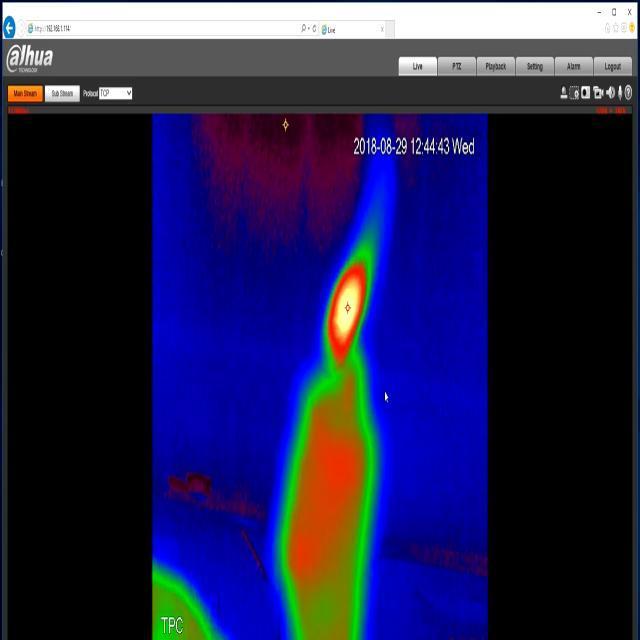 http://192.168.1.114/
Live
alhua
TECHNOLOGY
Live PTZ Playback Setting Alarm Logout
Main Stream Sub Stream Protocol TCP
2018-08-29 12:44:43 Wed
TPC